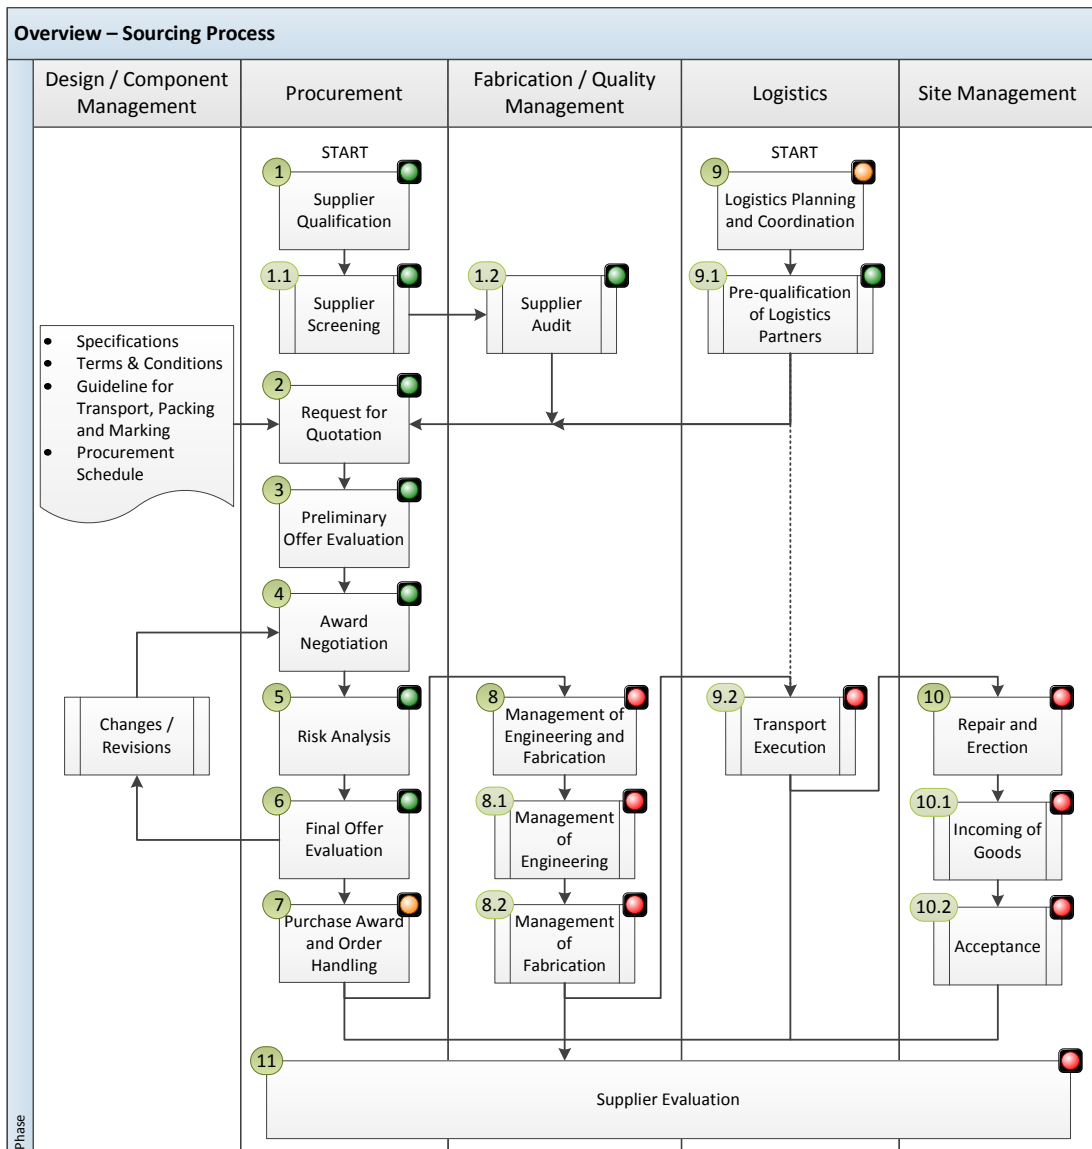 Overview – Sourcing Process
Design / Component
Management
Procurement
Fabrication / Quality
Management
Logistics
Site Management
START
START
1
Supplier
Qualification
9
Logistics Planning
and Coordination
1.1
Supplier
Screening
1.2
Supplier
Audit
9.1
Pre-qualification
of Logistics
Partners
• Specifications
• Terms & Conditions
• Guideline for
Transport, Packing
and Marking
• Procurement
Schedule
2
Request for
Quotation
3
Preliminary
Offer Evaluation
4
Award
Negotiation
Changes /
Revisions
5
Risk Analysis
8
Management of
Engineering and
Fabrication
9.2
Transport
Execution
10
Repair and
Erection
6
Final Offer
Evaluation
8.1
Management
of
Engineering
10.1
Incoming of
Goods
7
Purchase Award
and Order
Handling
8.2
Management
of
Fabrication
10.2
Acceptance
11
Supplier Evaluation
Phase